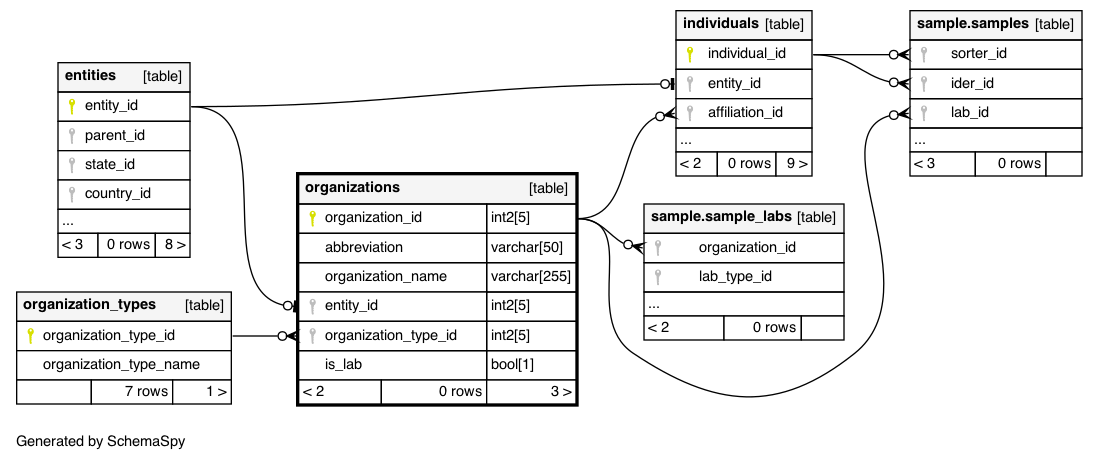 entities [table]
entity_id
parent_id
state_id
country_id
...
< 3 0 rows 8 >
organization_types [table]
organization_type_id
organization_type_name
7 rows 1 >
organizations [table]
organization_id int2[5]
abbreviation varchar[50]
organization_name varchar[255]
entity_id int2[5]
organization_type_id int2[5]
is_lab bool[1]
< 2 0 rows 3 >
individuals [table]
individual_id
entity_id
affiliation_id
...
< 2 0 rows 9 >
sample.sample_labs [table]
organization_id
lab_type_id
...
< 2 0 rows
sample.samples [table]
sorter_id
ider_id
lab_id
...
< 3 0 rows
Generated by SchemaSpy